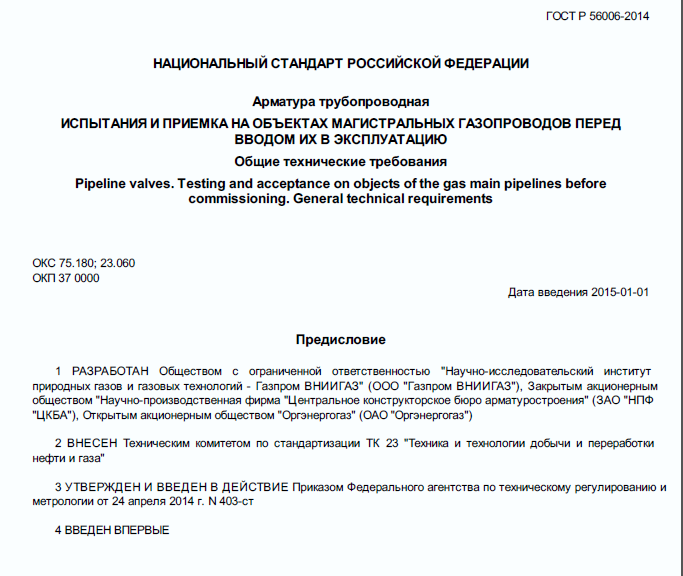 ГОСТ Р 56006-2014
НАЦИОНАЛЬНЫЙ СТАНДАРТ РОССИЙСКОЙ ФЕДЕРАЦИИ
Арматура трубопроводная
ИСПЫТАНИЯ И ПРИЕМКА НА ОБЪЕКТАХ МАГИСТРАЛЬНЫХ ГАЗОПРОВОДОВ ПЕРЕД
ВВОДОМ ИХ В ЭКСПЛУАТАЦИЮ
Общие технические требования
Pipeline valves. Testing and acceptance on objects of the gas main pipelines before
commissioning. General technical requirements
ОКС 75.180; 23.060
ОКП 37 0000
Дата введения 2015-01-01
Предисловие
1 РАЗРАБОТАН Обществом с ограниченной ответственностью "Научно-исследовательский институт
природных газов и газовых технологий - Газпром ВНИИГАЗ" (ООО "Газпром ВНИИГАЗ"), Закрытым акционерным
обществом "Научно-производственная фирма "Центральное конструкторское бюро арматуростроения" (ЗАО "НПФ
"ЦКБА"), Открытым акционерным обществом "Оргэнергогаз" (ОАО "Оргэнергогаз")
2 ВНЕСЕН Техническим комитетом по стандартизации ТК 23 "Техника и технологии добычи и переработки
нефти и газа"
3 УТВЕРЖДЕН И ВВЕДЕН В ДЕЙСТВИЕ Приказом Федерального агентства по техническому регулированию и
метрологии от 24 апреля 2014 г. N 403-ст
4 ВВЕДЕН ВПЕРВЫЕ